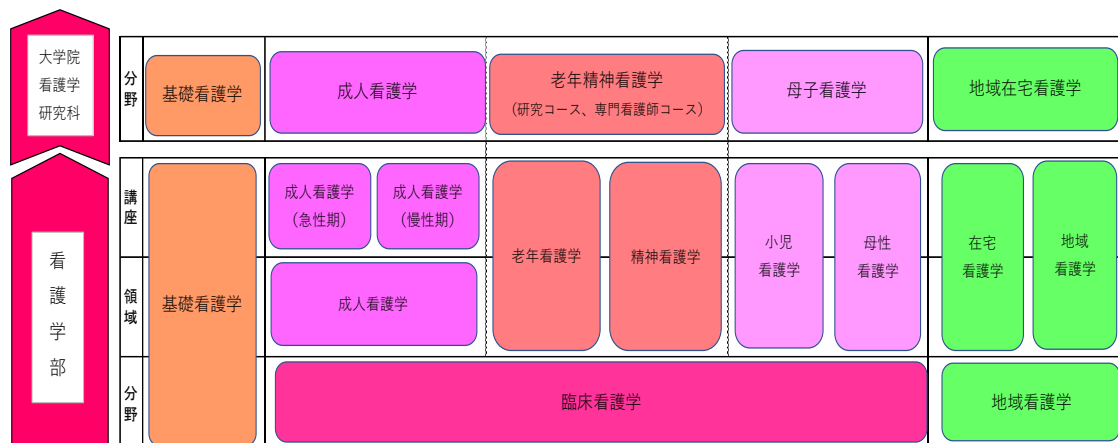 大学院
看護学
研究科
分野
基礎看護学
成人看護学
老年精神看護学
(研究コース、専門看護師コース)
母子看護学
地域在宅看護学
看護学部
講座
成人看護学
(急性期)
成人看護学
(慢性期)
老年看護学
精神看護学
小児
看護学
母性
看護学
在宅
看護学
地域
看護学
領域
基礎看護学
成人看護学
分野
臨床看護学
地域看護学